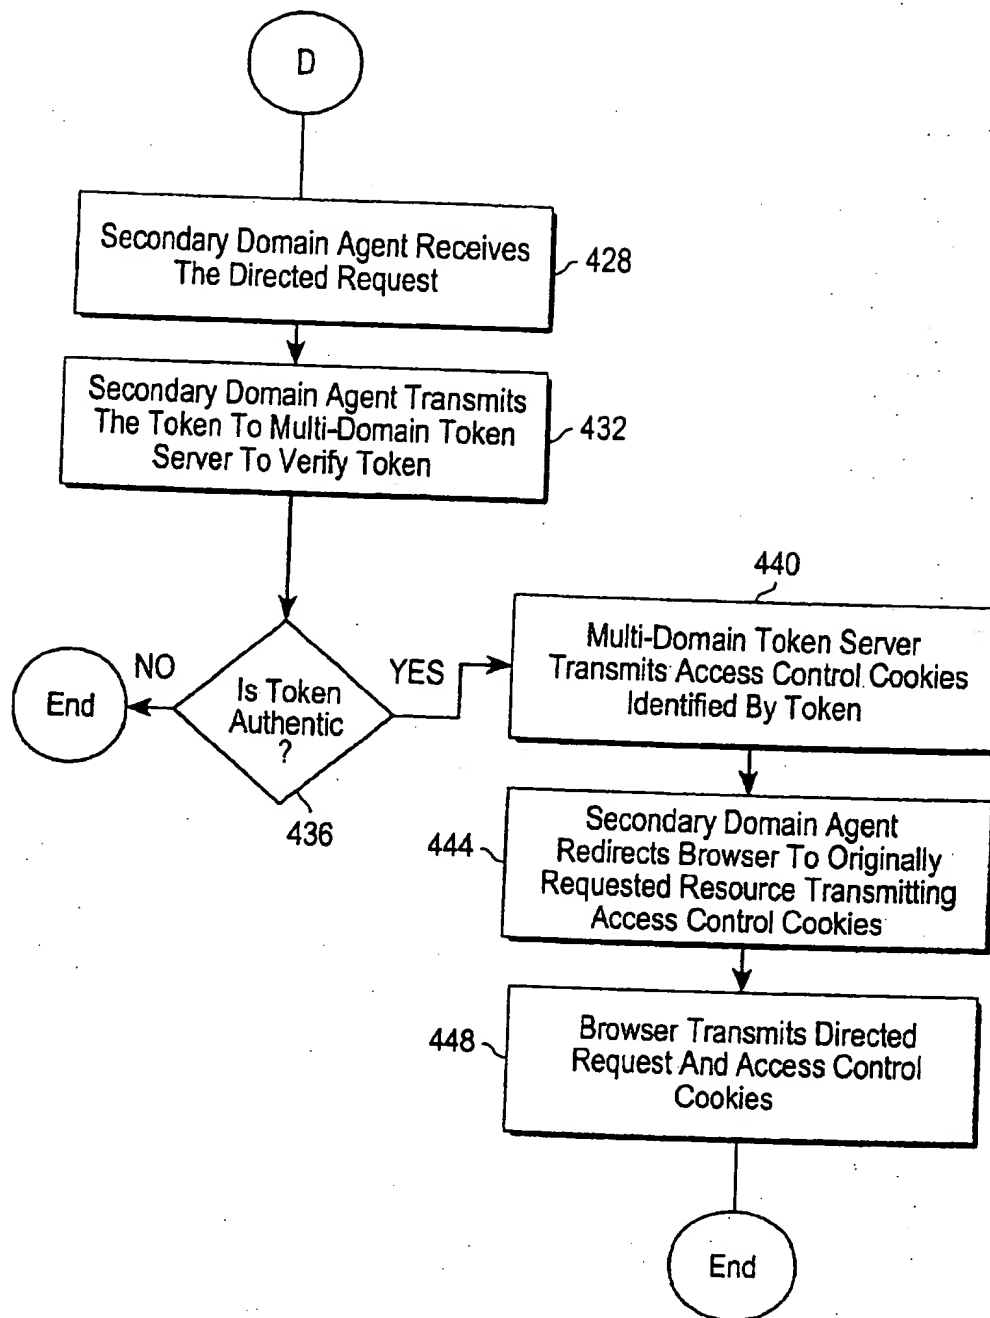 D
Secondary Domain Agent Receives
The Directed Request
428
Secondary Domain Agent Transmits
The Token To Multi-Domain Token
Server To Verify Token
432
End
NO
Is Token
Authentic
?
YES
436
440
Multi-Domain Token Server
Transmits Access Control Cookies
Identified By Token
444
Secondary Domain Agent
Redirects Browser To Originally
Requested Resource Transmitting
Access Control Cookies
448
Browser Transmits Directed
Request And Access Control
Cookies
End